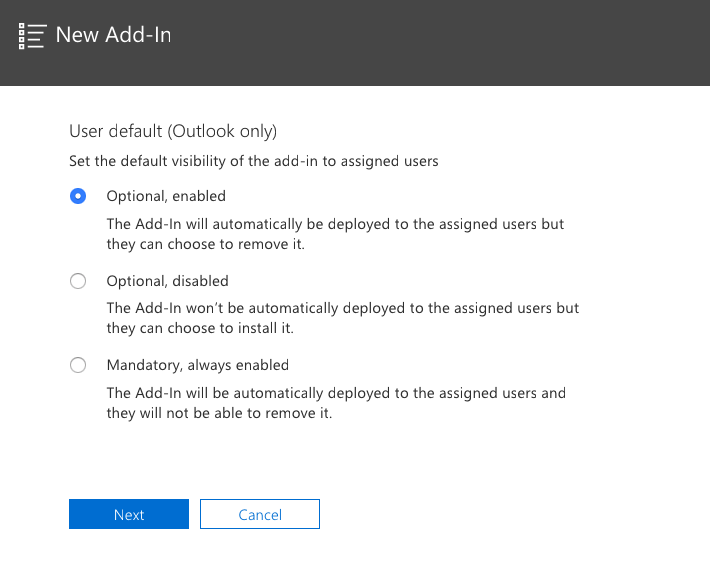 New Add-In
User default (Outlook only)
Set the default visibility of the add-in to assigned users
Optional, enabled
The Add-In will automatically be deployed to the assigned users but
they can choose to remove it.
Optional, disabled
The Add-In won’t be automatically deployed to the assigned users but
they can choose to install it.
Mandatory, always enabled
The Add-In will be automatically deployed to the assigned users and
they will not be able to remove it.
Next
Cancel